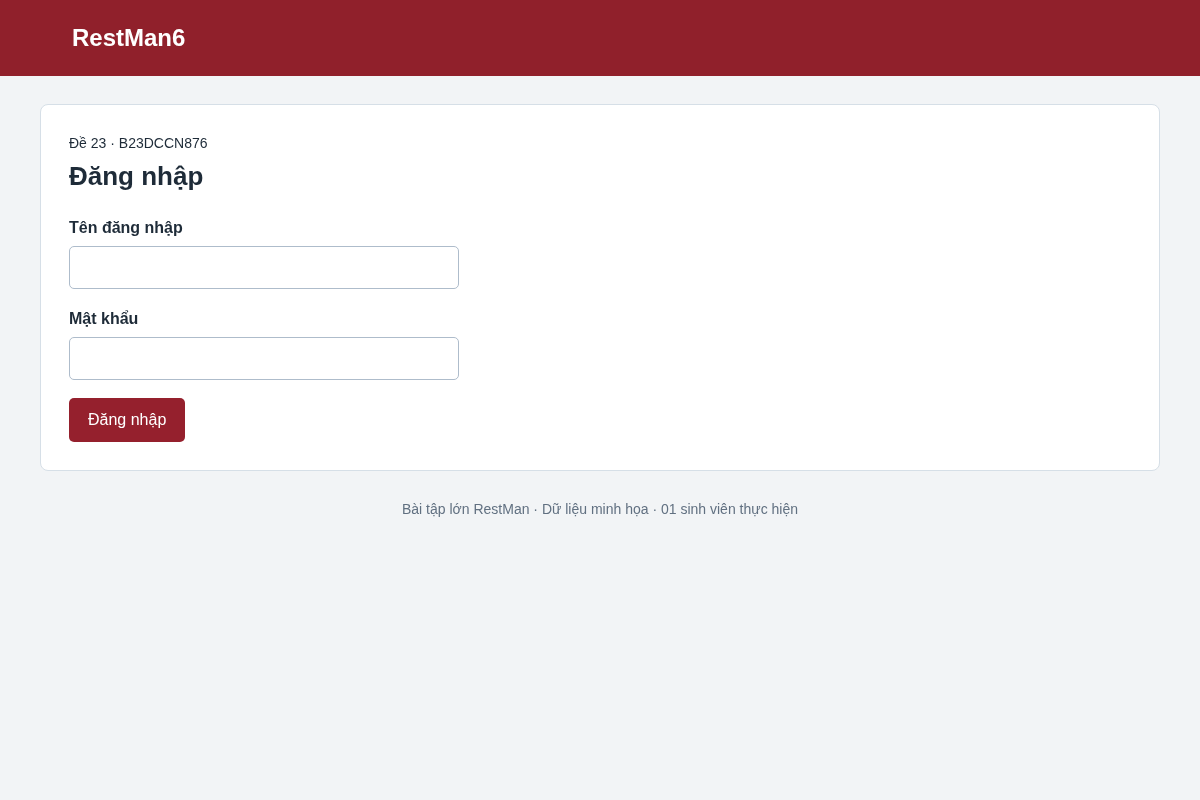 RestMan6
Đề 23 · B23DCCN876
Đăng nhập
Tên đăng nhập
Mật khẩu
Đăng nhập
Bài tập lớn RestMan · Dữ liệu minh họa · 01 sinh viên thực hiện